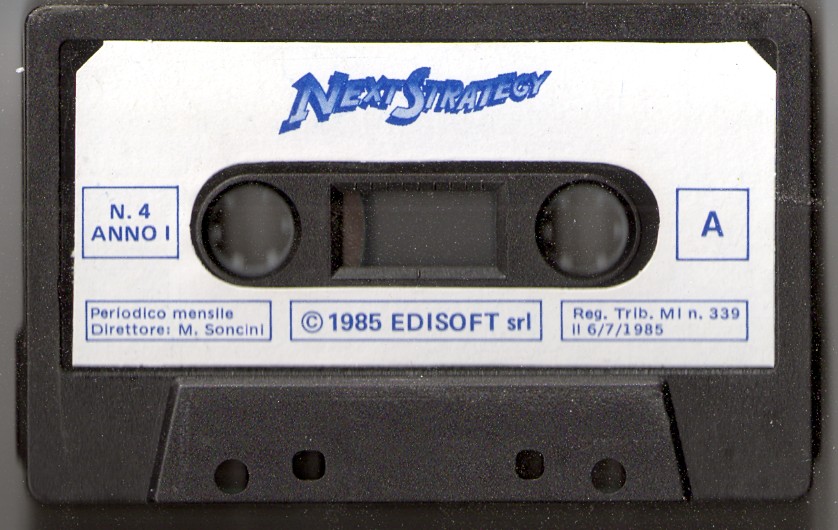 NEXT STRATEGY
N. 4
ANNO I
A
Periodico mensile
Direttore: M. Soncini
© 1985 EDISOFT srl
Reg. Trib. MI n. 339
il 6/7/1985